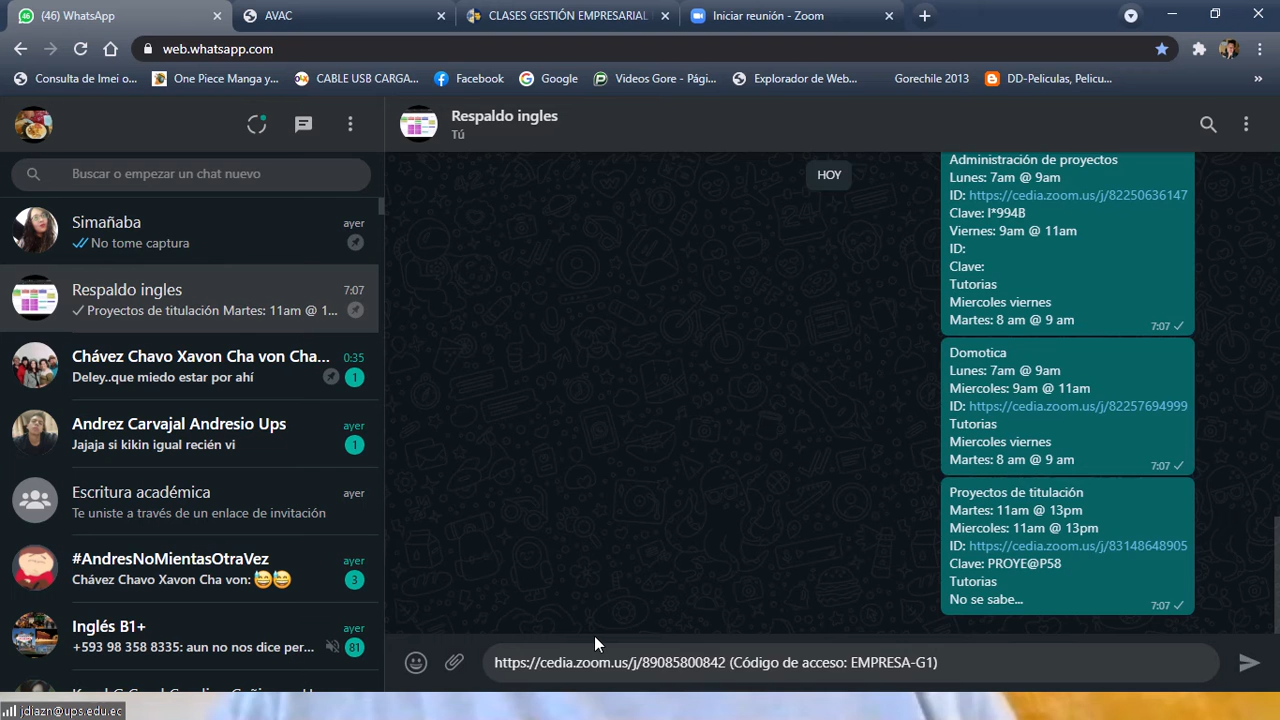 (46) WhatsApp
AVAC
CLASES GESTIÓN EMPRESARIAL
Iniciar reunión - Zoom
web.whatsapp.com
Consulta de Imei o...
One Piece Manga y...
CABLE USB CARGA...
Facebook
Google
Videos Gore - Pági...
Explorador de Web...
Gorechile 2013
DD-Peliculas, Pelicu...
Respaldo ingles
Tú
Buscar o empezar un chat nuevo
Simañaba
ayer
No tome captura
Respaldo ingles
7:07
Proyectos de titulación Martes: 11am @ 1...
Chávez Chavo Xavon Cha von Cha...
0:35
Deley..que miedo estar por ahí
1
Andrez Carvajal Andresio Ups
ayer
Jajaja si kikin igual recién vi
1
Escritura académica
ayer
Te uniste a través de un enlace de invitación
#AndresNoMientasOtraVez
ayer
Chávez Chavo Xavon Cha von: 😅😅
3
Inglés B1+
ayer
+593 98 358 8335: aun no nos dice per...
81
HOY
Administración de proyectos
Lunes: 7am @ 9am
ID: https://cedia.zoom.us/j/82250636147
Clave: I*994B
Viernes: 9am @ 11am
ID:
Clave:
Tutorias
Miercoles viernes
Martes: 8 am @ 9 am
7:07
Domotica
Lunes: 7am @ 9am
Miercoles: 9am @ 11am
ID: https://cedia.zoom.us/j/82257694999
Tutorias
Miercoles viernes
Martes: 8 am @ 9 am
7:07
Proyectos de titulación
Martes: 11am @ 13pm
Miercoles: 11am @ 13pm
ID: https://cedia.zoom.us/j/83148648905
Clave: PROYE@P58
Tutorias
No se sabe...
7:07
https://cedia.zoom.us/j/89085800842 (Código de acceso: EMPRESA-G1)
jdiazn@ups.edu.ec